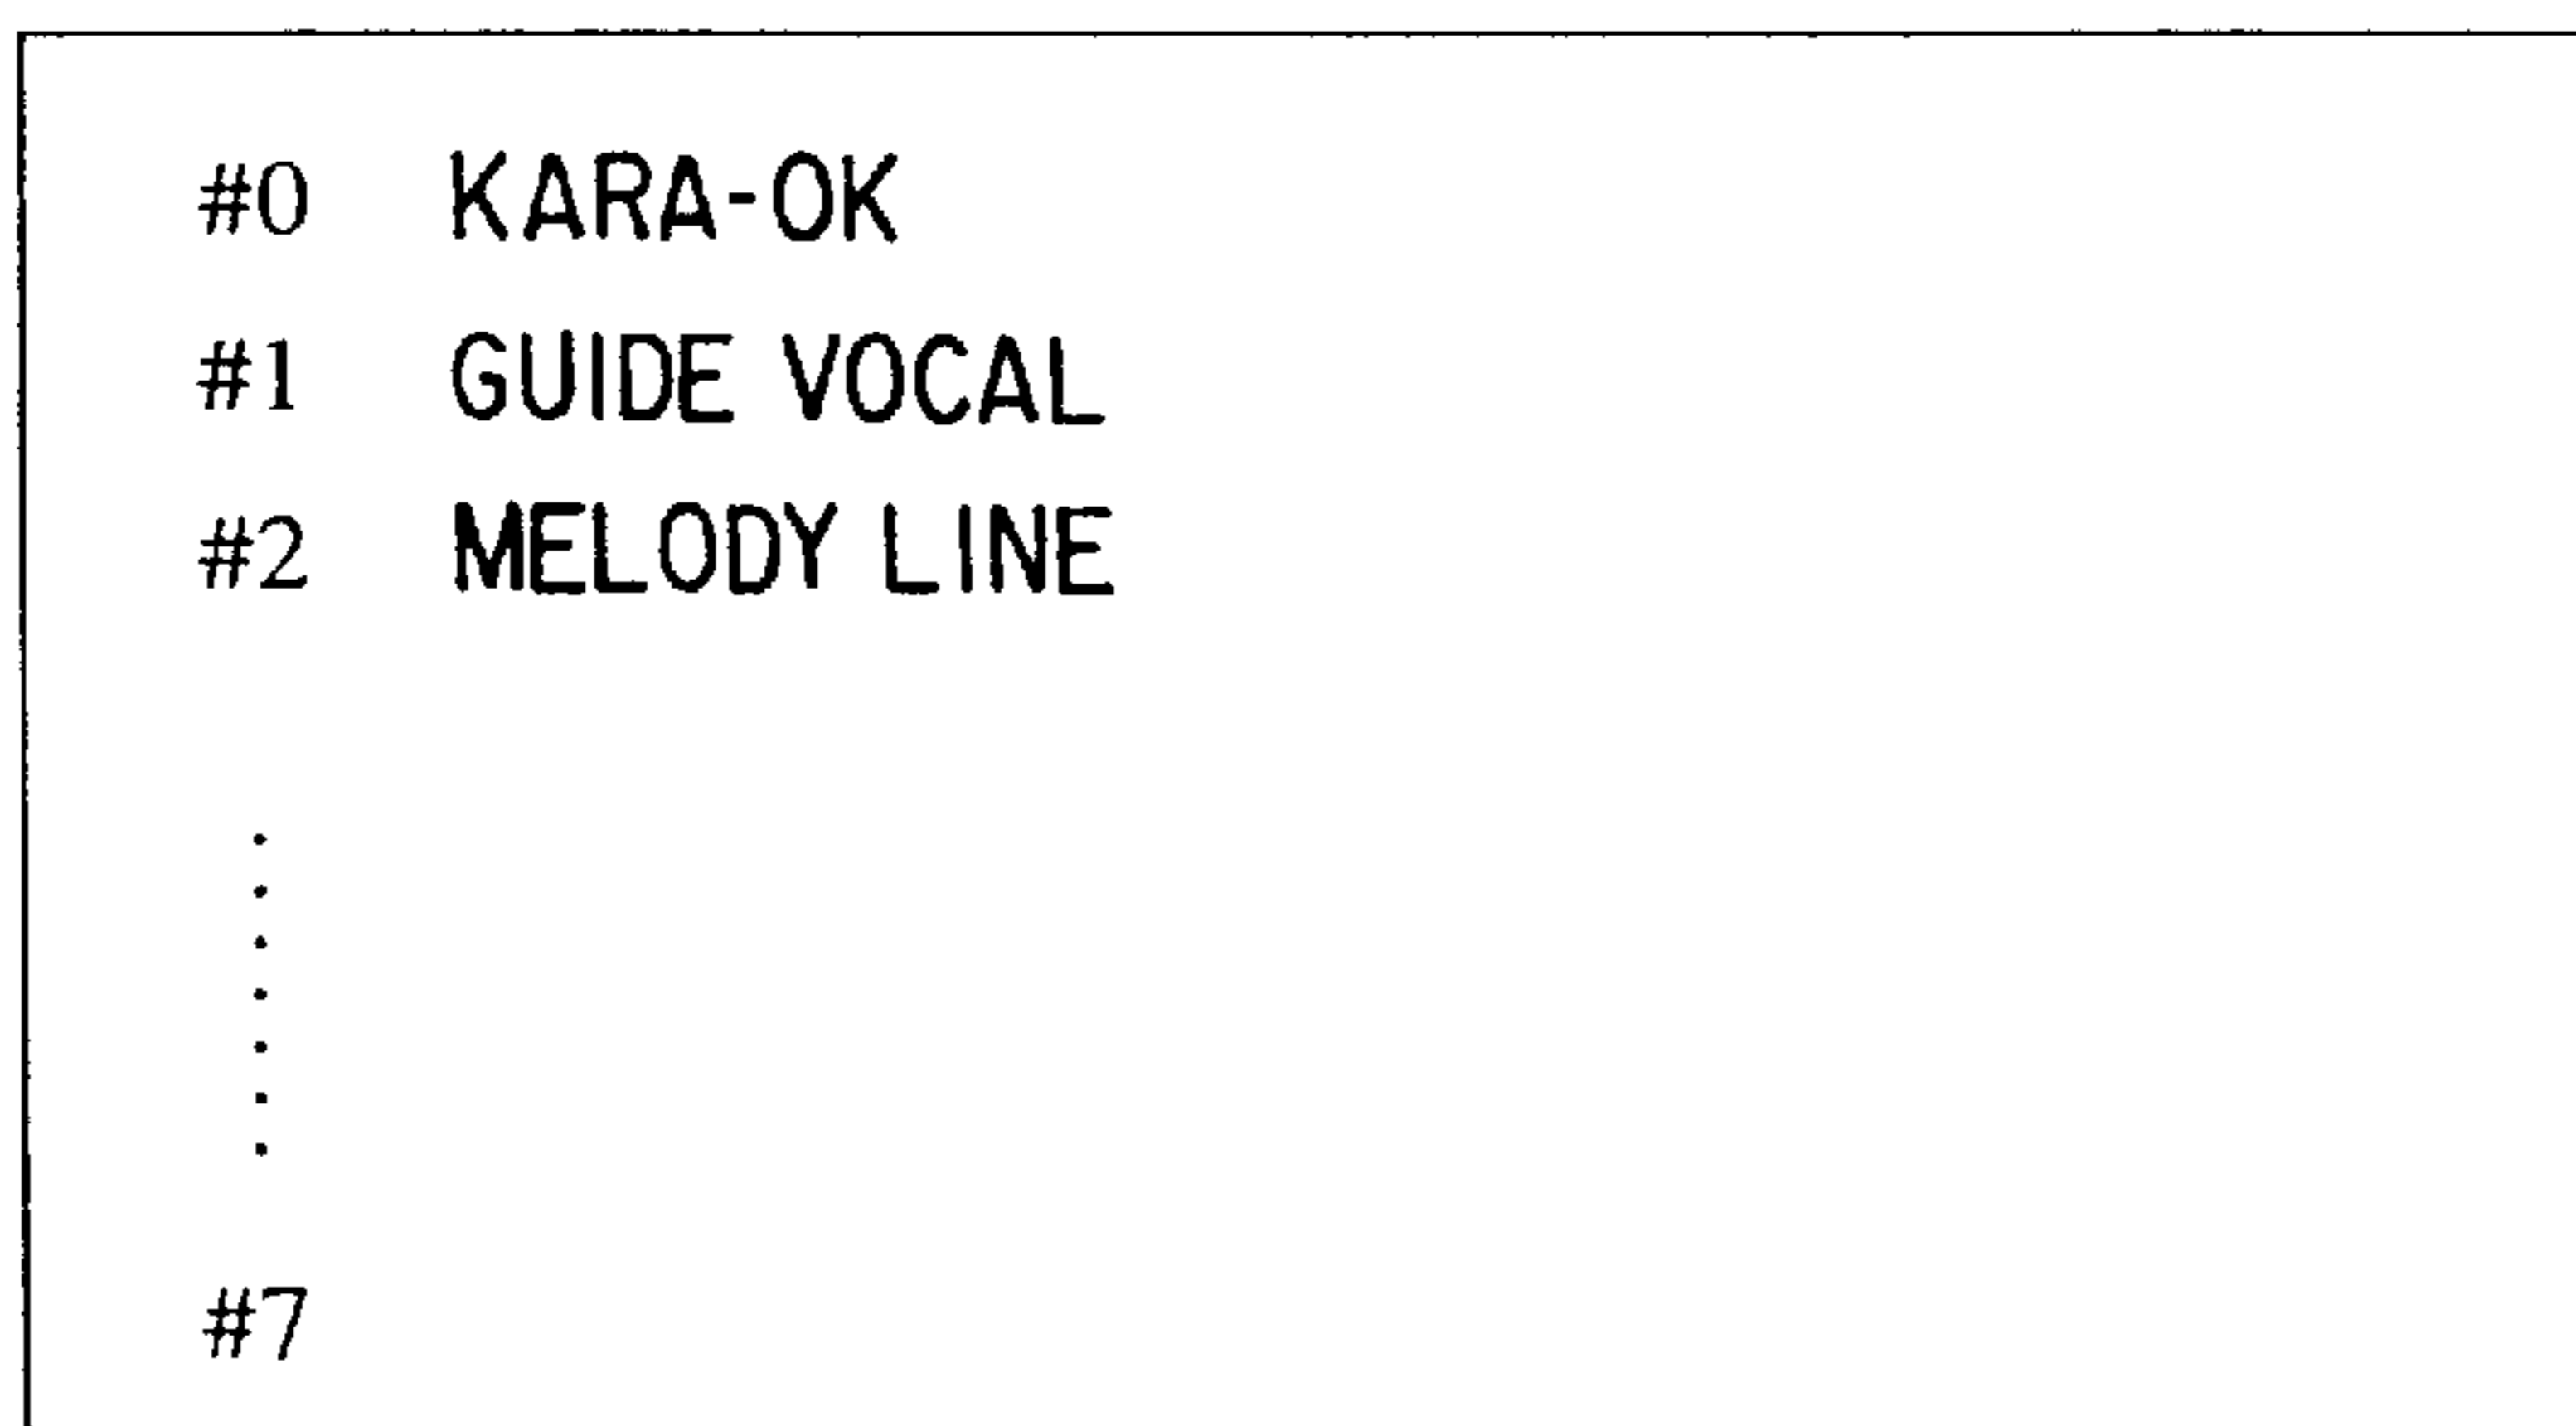 #0 KARA-OK
#1 GUIDE VOCAL
#2 MELODY LINE
.
.
.
.
.
.
.
#7